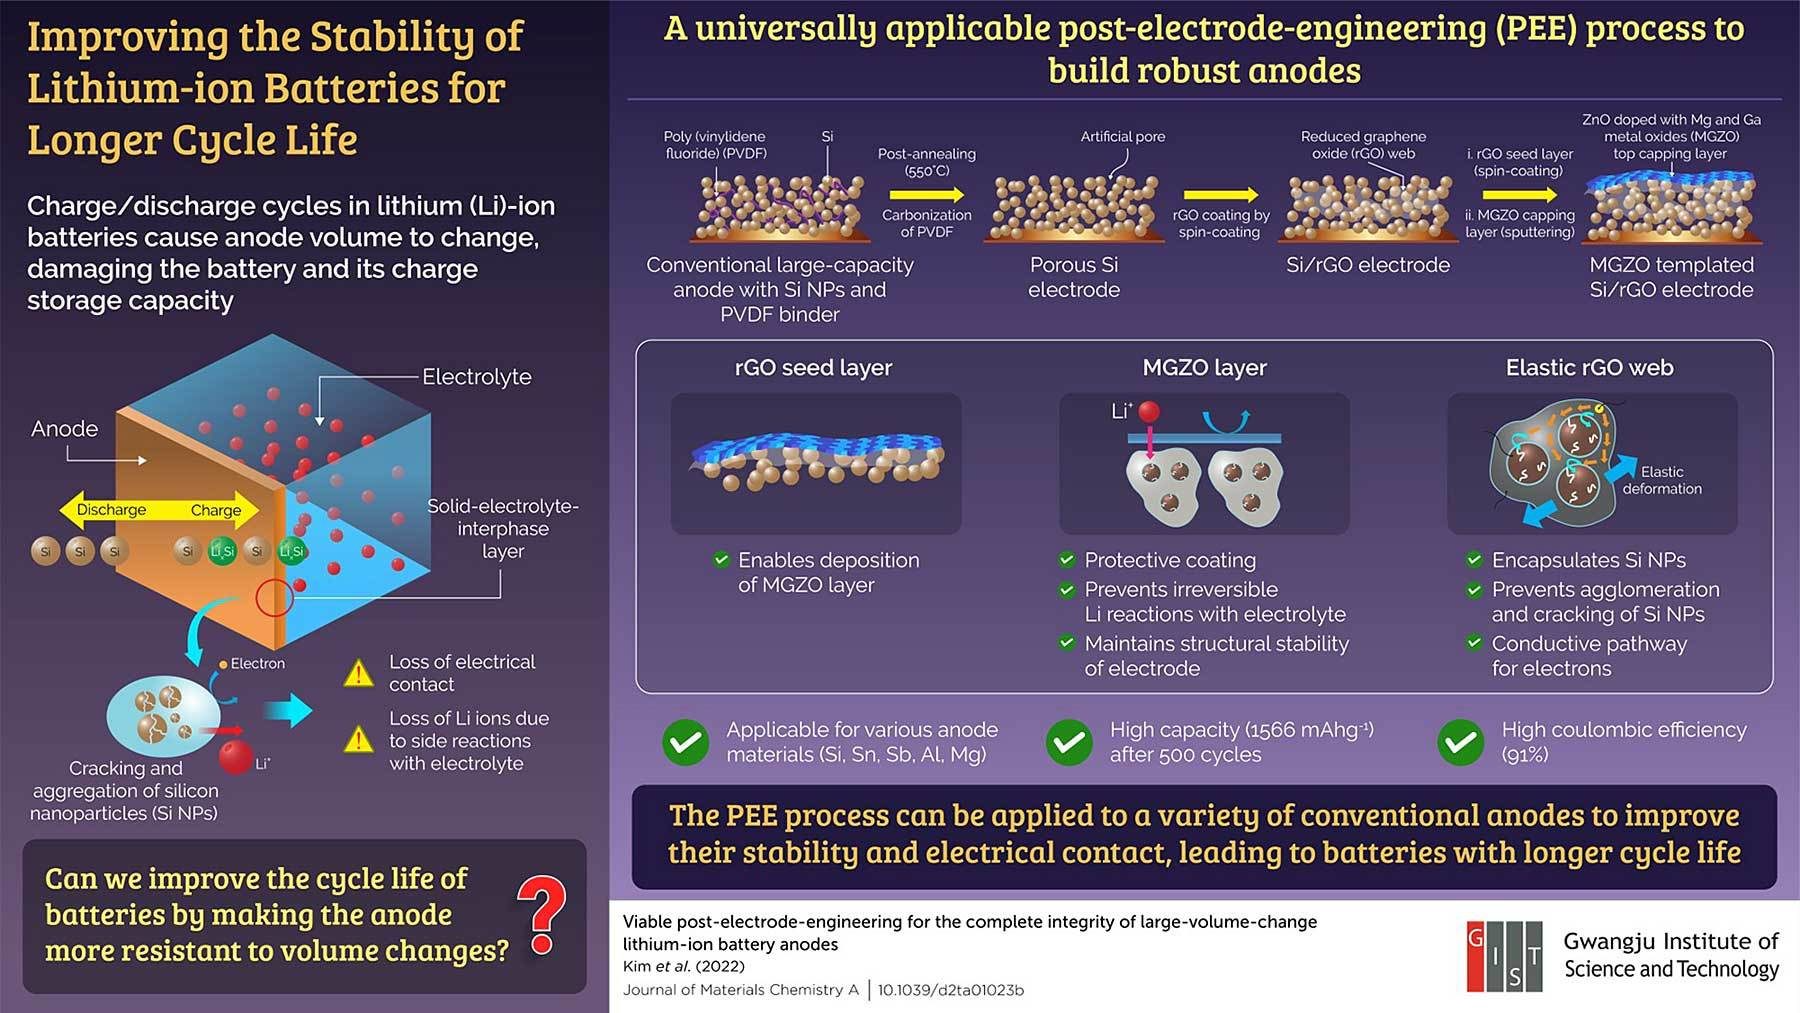 Improving the Stability of
Lithium-ion Batteries for
Longer Cycle Life
Charge/discharge cycles in lithium (Li)-ion
batteries cause anode volume to change,
damaging the battery and its charge
storage capacity
Electrolyte
Anode
Discharge
Charge
Solid-electrolyte-
interphase
layer
Si
Si
Si
Si
LixSi
Si
LixSi
Electron
Li⁺
Cracking and
aggregation of silicon
nanoparticles (Si NPs)
Loss of electrical
contact
Loss of Li ions due
to side reactions
with electrolyte
Can we improve the cycle life of
batteries by making the anode
more resistant to volume changes?
?
A universally applicable post-electrode-engineering (PEE) process to
build robust anodes
Poly (vinylidene
fluoride) (PVDF)
Si
Conventional large-capacity
anode with Si NPs and
PVDF binder
Post-annealing
(550°C)
Carbonization
of PVDF
Artificial pore
Porous Si
electrode
rGO coating by
spin-coating
Reduced graphene
oxide (rGO) web
Si/rGO electrode
i. rGO seed layer
(spin-coating)
ii. MGZO capping
layer (sputtering)
ZnO doped with Mg and Ga
metal oxides (MGZO)
top capping layer
MGZO templated
Si/rGO electrode
rGO seed layer
Enables deposition
of MGZO layer
MGZO layer
Li⁺
Protective coating
Prevents irreversible
Li reactions with electrolyte
Maintains structural stability
of electrode
Elastic rGO web
Elastic
deformation
Encapsulates Si NPs
Prevents agglomeration
and cracking of Si NPs
Conductive pathway
for electrons
Applicable for various anode
materials (Si, Sn, Sb, Al, Mg)
High capacity (1566 mAhg⁻¹)
after 500 cycles
High coulombic efficiency
(91%)
The PEE process can be applied to a variety of conventional anodes to improve
their stability and electrical contact, leading to batteries with longer cycle life
Viable post-electrode-engineering for the complete integrity of large-volume-change
lithium-ion battery anodes
Kim et al. (2022)
Journal of Materials Chemistry A | 10.1039/d2ta01023b
GIST
Gwangju Institute of
Science and Technology